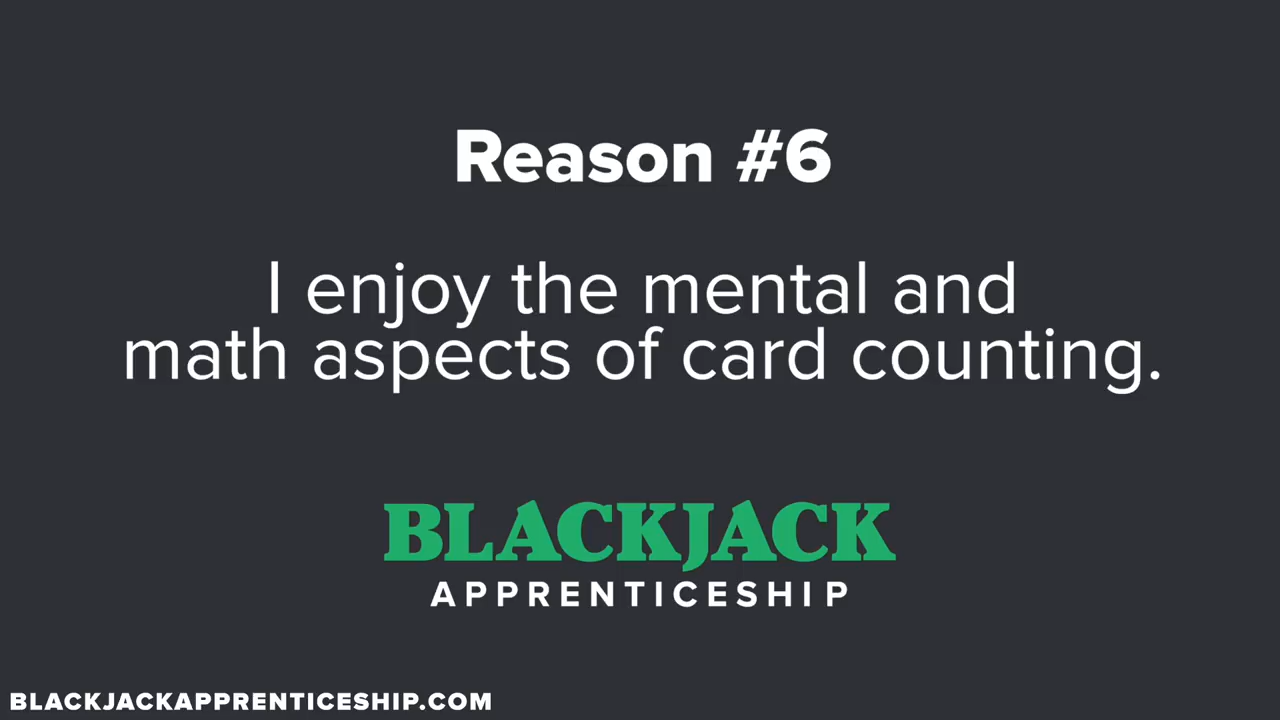 Reason #6
I enjoy the mental and
math aspects of card counting.
BLACKJACK
APPRENTICESHIP
BLACKJACKAPPRENTICESHIP.COM